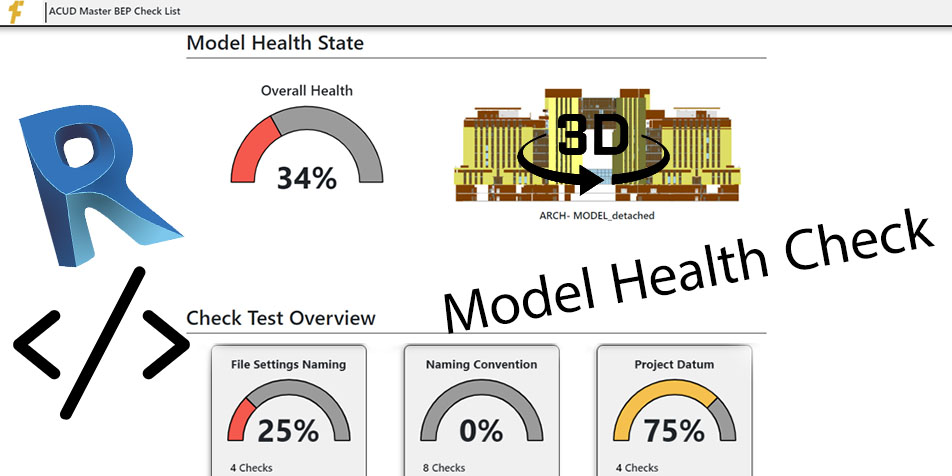 ACUD Master BEP Check List
Model Health State
Overall Health
34%
3D
ARCH- MODEL_detached
Model Health Check
</>
Check Test Overview
File Settings Naming
25%
4 Checks
Naming Convention
0%
8 Checks
Project Datum
75%
4 Checks